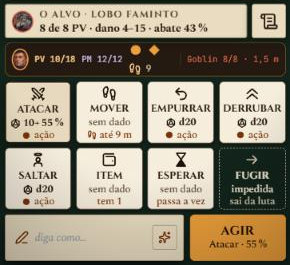 O ALVO · LOBO FAMINTO
8 de 8 PV · dano 4–15 · abate 43 %
PV 10/18 PM 12/12
9
Goblin 8/8 · 1,5 m
ATACAR
10+ 55 %
ação
MOVER
sem dado
até 9 m
EMPURRAR
d20
ação
DERRUBAR
d20
ação
SALTAR
d20
ação
ITEM
sem dado
tem 1
ESPERAR
sem dado
passa a vez
FUGIR
impedida
sai da luta
diga como...
AGIR
Atacar · 55 %